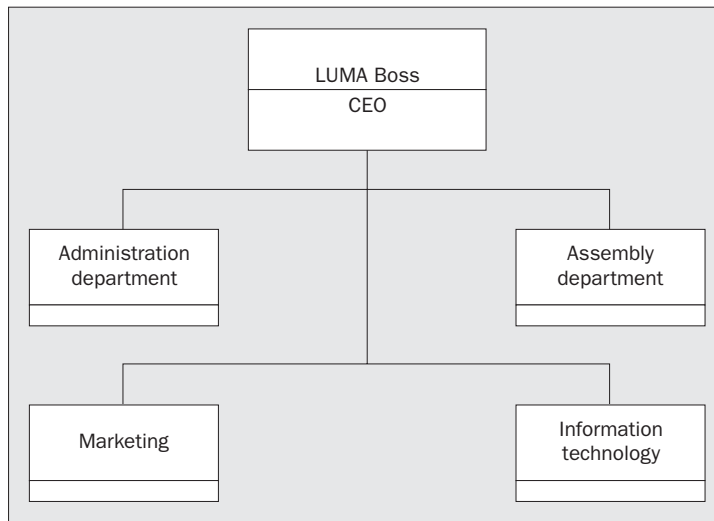 LUMA Boss
CEO
Administration
department
Assembly
department
Marketing
Information
technology